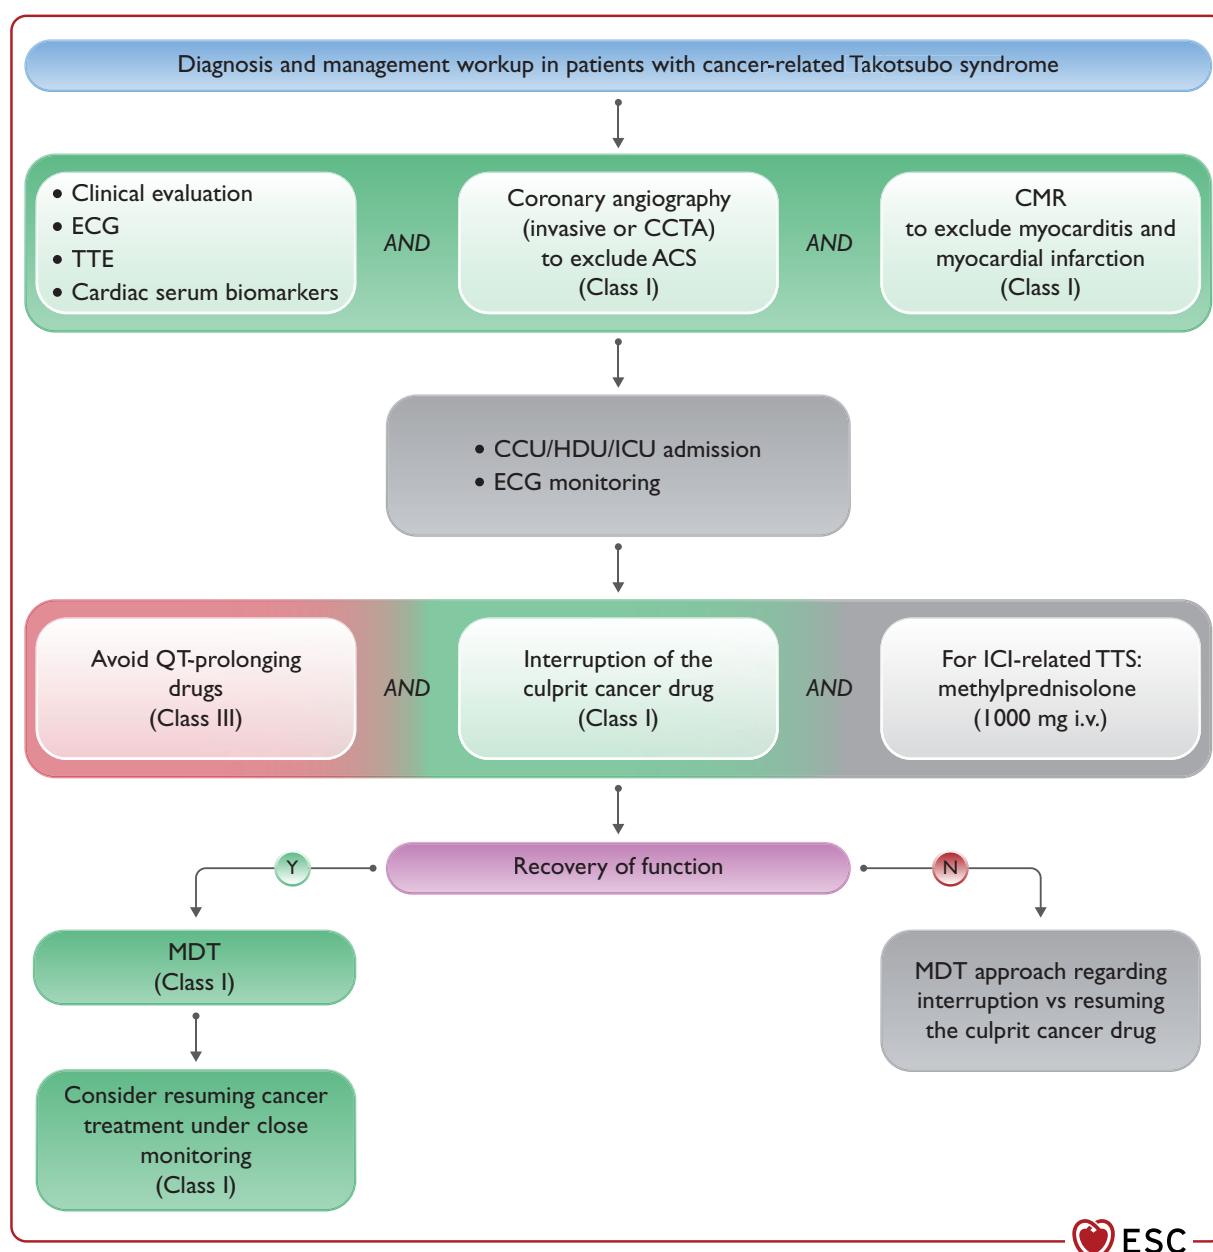 Diagnosis and management workup in patients with cancer-related Takotsubo syndrome
• Clinical evaluation
• ECG
• TTE
• Cardiac serum biomarkers
AND
Coronary angiography
(invasive or CCTA)
to exclude ACS
(Class I)
AND
CMR
to exclude myocarditis and
myocardial infarction
(Class I)
• CCU/HDU/ICU admission
• ECG monitoring
Avoid QT-prolonging
drugs
(Class III)
AND
Interruption of the
culprit cancer drug
(Class I)
AND
For ICI-related TTS:
methylprednisolone
(1000 mg i.v.)
Y
Recovery of function
N
MDT
(Class I)
MDT approach regarding
interruption vs resuming
the culprit cancer drug
Consider resuming cancer
treatment under close
monitoring
(Class I)
ESC